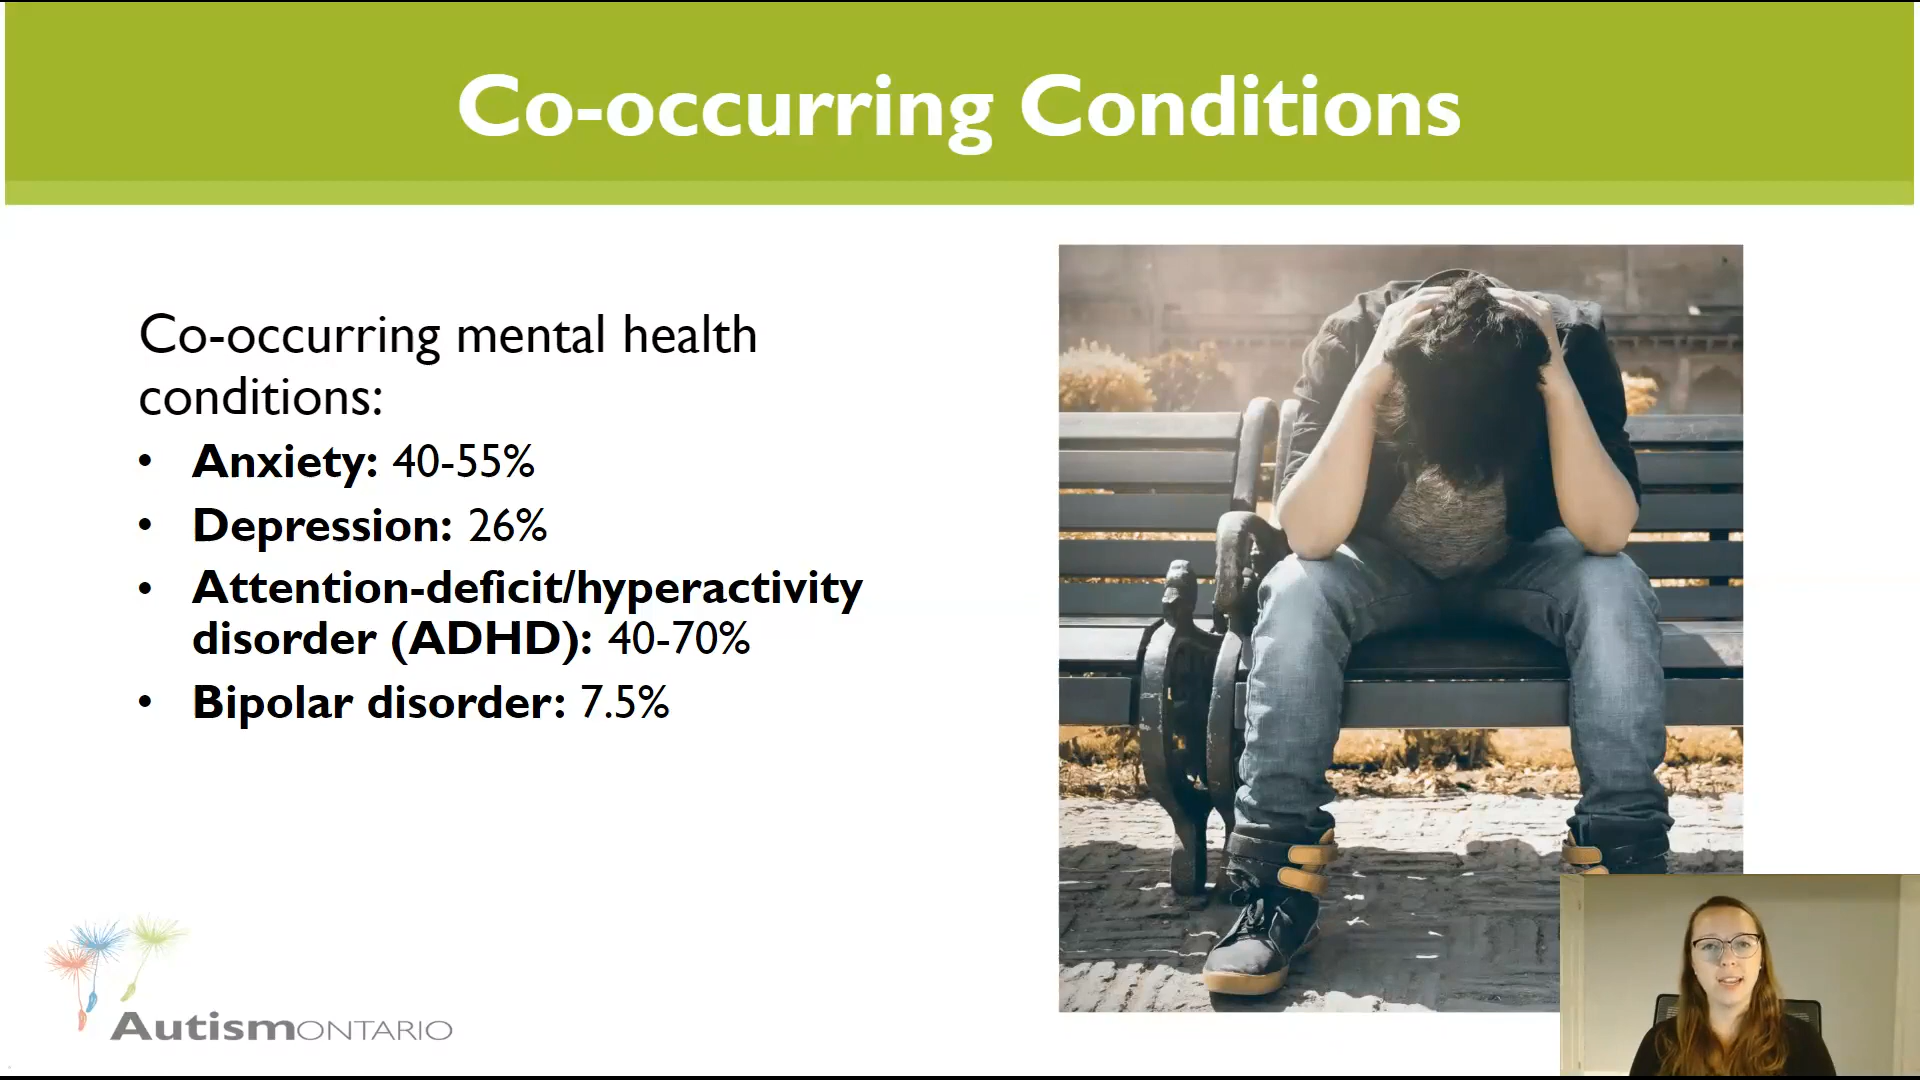 Co-occurring Conditions
Co-occurring mental health
conditions:
• Anxiety: 40-55%
• Depression: 26%
• Attention-deficit/hyperactivity
disorder (ADHD): 40-70%
• Bipolar disorder: 7.5%
AutismONTARIO